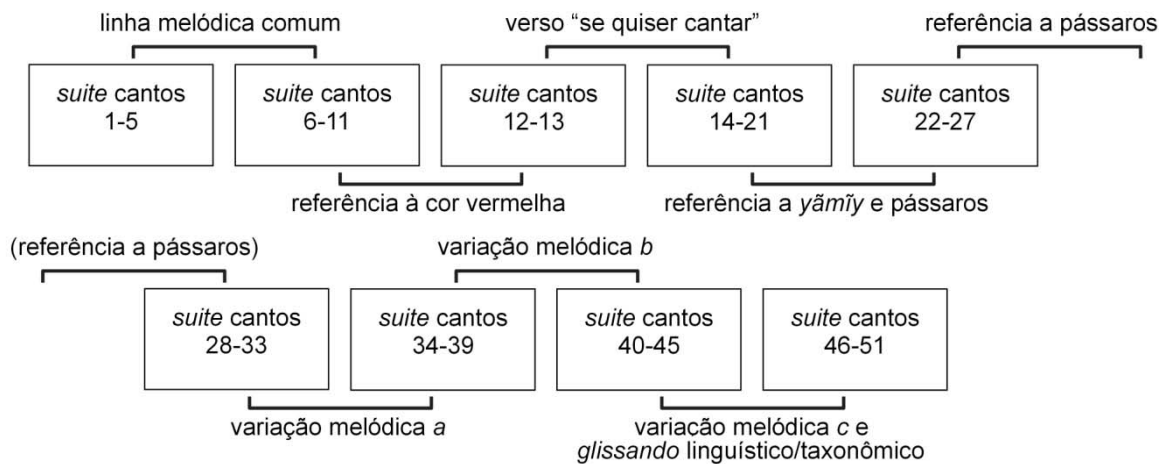 linha melódica comum
verso “se quiser cantar”
referência a pássaros
suite cantos
1-5
suite cantos
6-11
suite cantos
12-13
suite cantos
14-21
suite cantos
22-27
referência à cor vermelha
referência a yãmĩy e pássaros
(referência a pássaros)
variação melódica b
suite cantos
28-33
suite cantos
34-39
suite cantos
40-45
suite cantos
46-51
variação melódica a
variação melódica c e
glissando linguístico/taxonômico